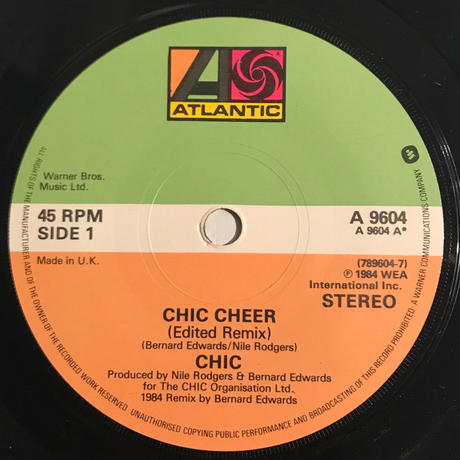 A
ATLANTIC
Warner Bros.
Music Ltd.
45 RPM
SIDE 1
A 9604
A 9604 A*
Made in U.K.
(789604-7)
℗ 1984 WEA
International Inc.
STEREO
CHIC CHEER
(Edited Remix)
(Bernard Edwards/Nile Rodgers)
CHIC
Produced by Nile Rodgers & Bernard Edwards
for The CHIC Organisation Ltd.
1984 Remix by Bernard Edwards
ALL RIGHTS OF THE MANUFACTURER AND OF THE OWNER OF THE RECORDED WORK RESERVED. UNAUTHORISED COPYING PUBLIC PERFORMANCE AND BROADCASTING OF THIS RECORD PROHIBITED. A WARNER COMMUNICATIONS COMPANY